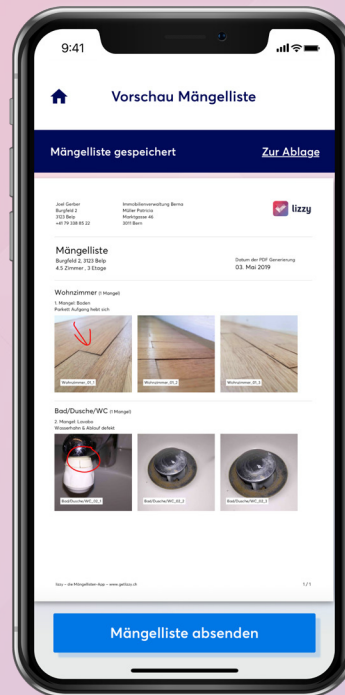 9:41
Vorschau Mängelliste
Mängelliste gespeichert
Zur Ablage
Joel Gerber
Burgfeld 2
3123 Belp
+41 79 338 85 22
Immobilienverwaltung Berna
Müller Patricia
Marktgasse 46
3011 Bern
lizzy
Mängelliste
Burgfeld 2, 3123 Belp
4.5 Zimmer , 3 Etage
Datum der PDF Generierung
03. Mai 2019
Wohnzimmer (1 Mangel)
1. Mangel: Boden
Parkett: Aufgang hebt sich
Wohnzimmer_01_1
Wohnzimmer_01_2
Wohnzimmer_01_3
Bad/Dusche/WC (1 Mangel)
2. Mangel: Lavabo
Wasserhahn & Ablauf defekt
Bad/Dusche/WC_02_1
Bad/Dusche/WC_02_2
Bad/Dusche/WC_02_3
lizzy – die Mängellisten-App – www.getlizzy.ch
1/1
Mängelliste absenden